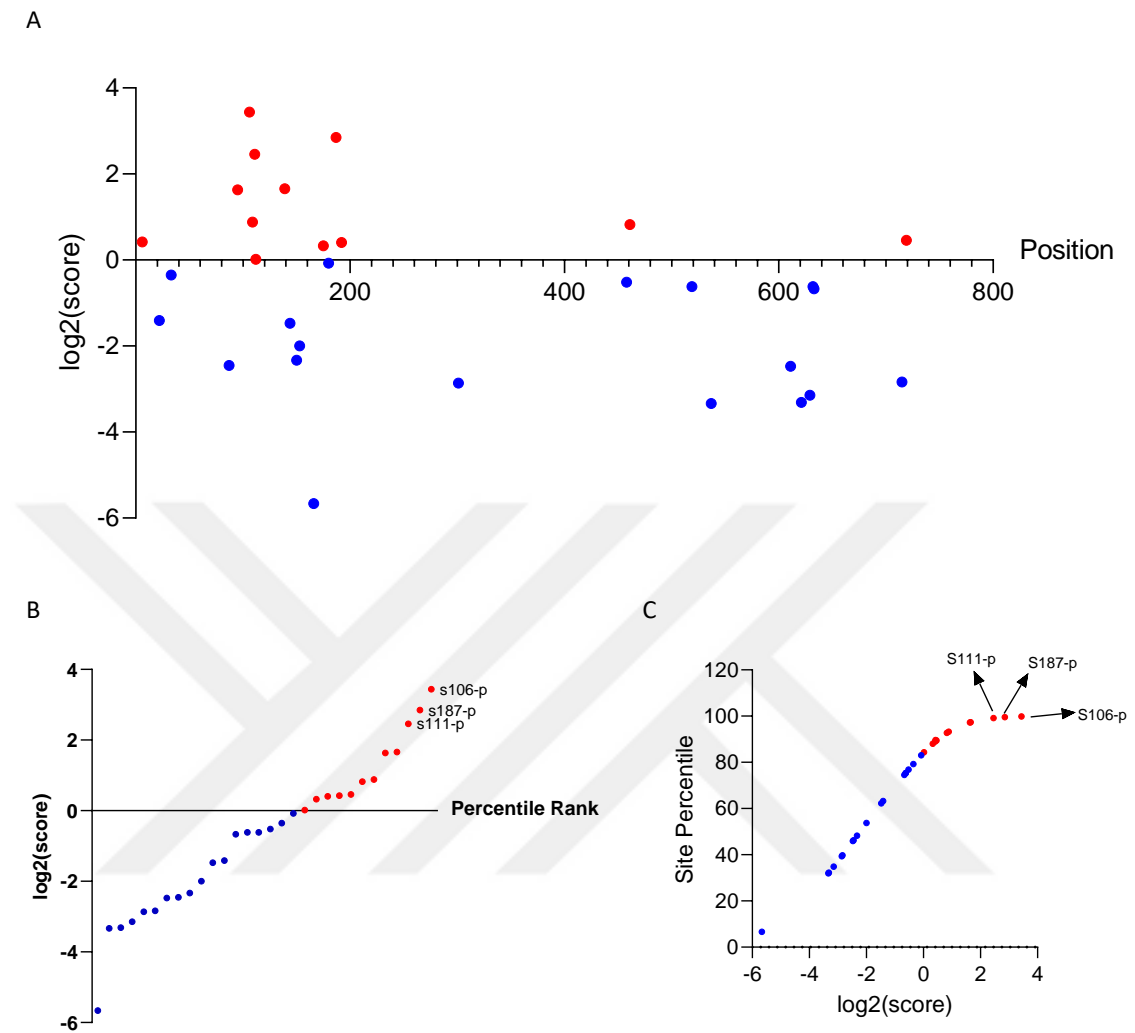 A
4
2
0
-2
-4
-6
log2(score)
200
400
600
800
Position
B
4
2
0
-2
-4
-6
log2(score)
s106-p
s187-p
s111-p
Percentile Rank
C
S111-p
S187-p
S106-p
120
100
80
60
40
20
0
Site Percentile
-6
-4
-2
0
2
4
log2(score)